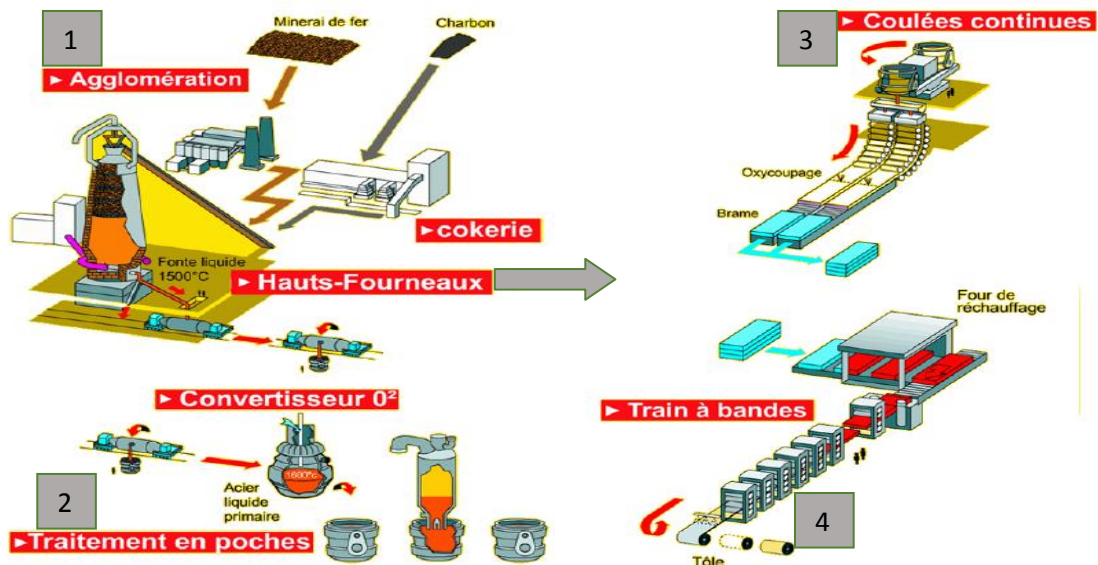 1
Minerai de fer
Charbon
► Agglomération
►cokerie
Fonte liquide
1500°C
► Hauts-Fourneaux
► Convertisseur 0²
1680°c
Acier
liquide
primaire
2
►Traitement en poches
3
► Coulées continues
Oxycoupage
Brame
Four de
réchauffage
► Train à bandes
4
Tôle